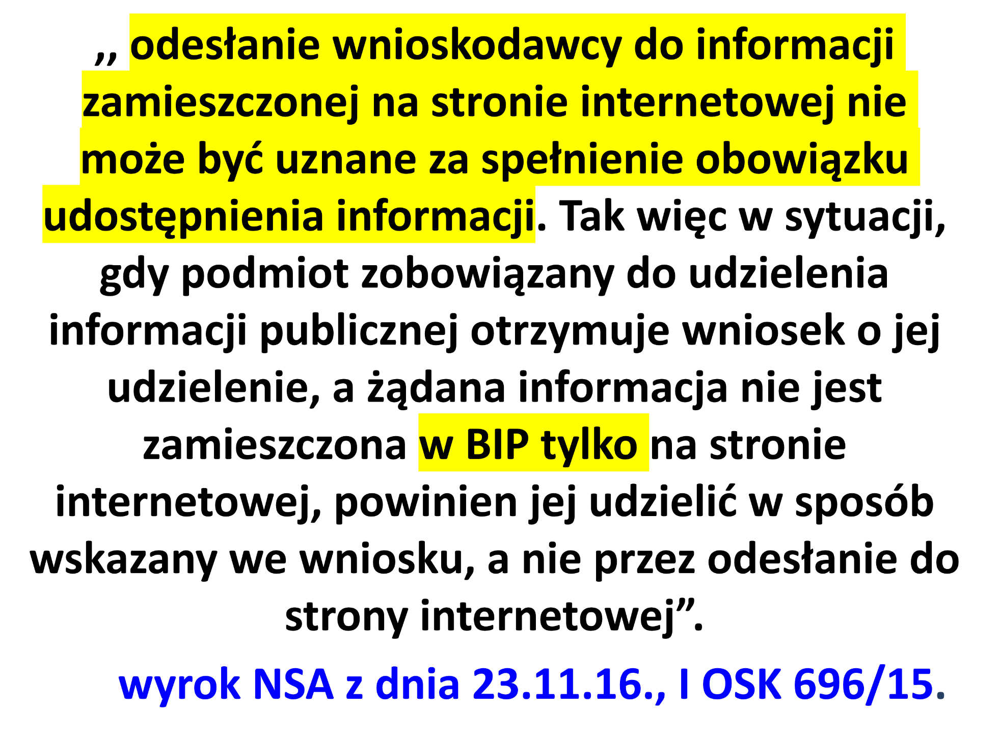 ,, odesłanie wnioskodawcy do informacji
zamieszczonej na stronie internetowej nie
może być uznane za spełnienie obowiązku
udostępnienia informacji. Tak więc w sytuacji,
gdy podmiot zobowiązany do udzielenia
informacji publicznej otrzymuje wniosek o jej
udzielenie, a żądana informacja nie jest
zamieszczona w BIP tylko na stronie
internetowej, powinien jej udzielić w sposób
wskazany we wniosku, a nie przez odesłanie do
strony internetowej”.
wyrok NSA z dnia 23.11.16., I OSK 696/15.